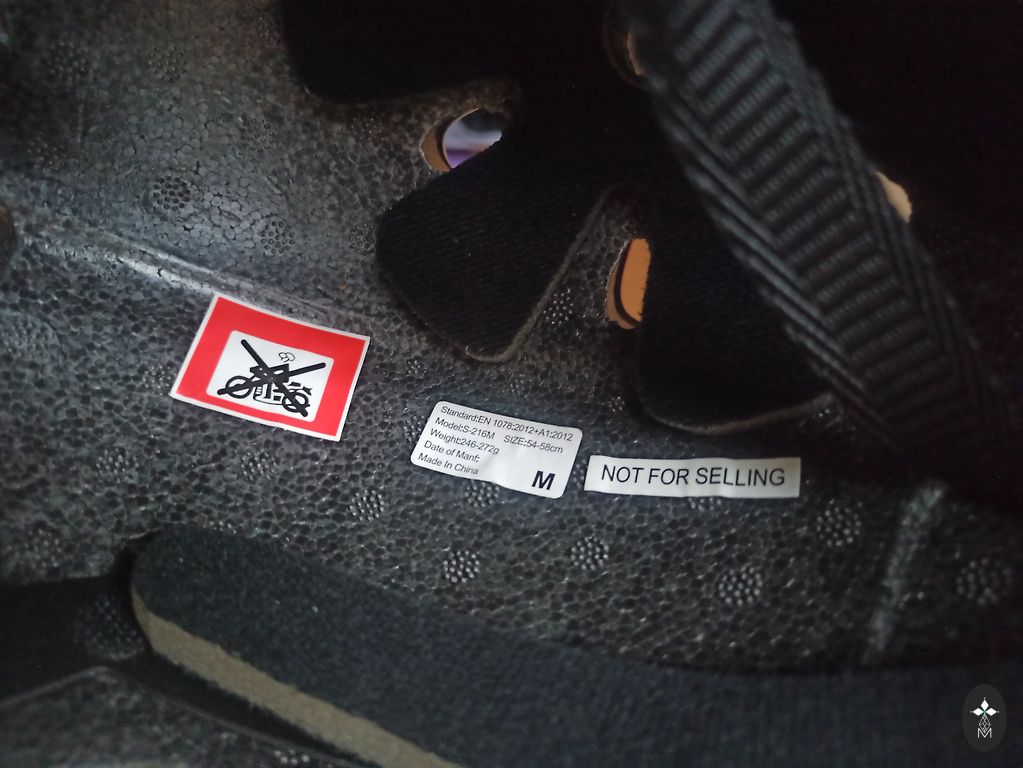 Standard:EN 1078:2012+A1:2012
Model:S-216M SIZE:54-58cm
Weight:246-272g
Date of Manf:
Made In China
M
NOT FOR SELLING
M